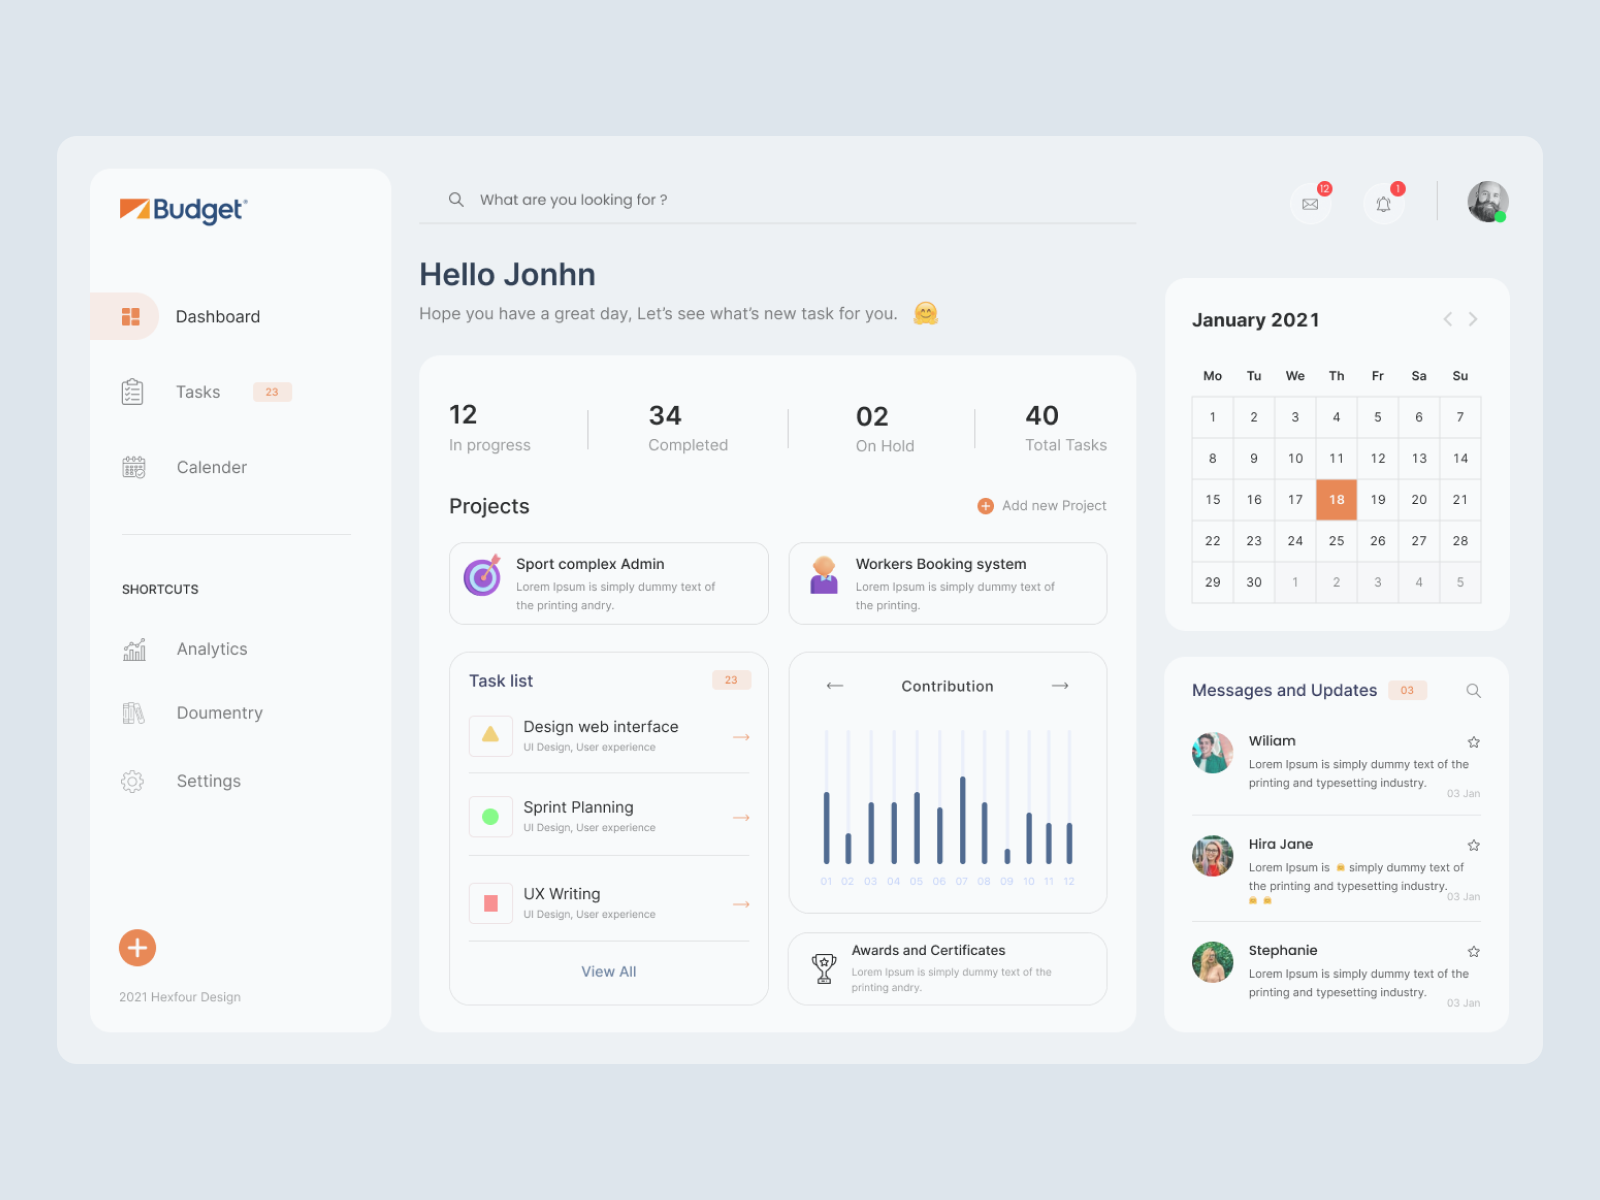 Budget®
Dashboard
Tasks
23
Calender
SHORTCUTS
Analytics
Doumentry
Settings
2021 Hexfour Design
What are you looking for ?
12
1
Hello Jonhn
Hope you have a great day, Let's see what's new task for you.
12
In progress
34
Completed
02
On Hold
40
Total Tasks
Projects
Add new Project
Sport complex Admin
Lorem Ipsum is simply dummy text of
the printing andry.
Workers Booking system
Lorem Ipsum is simply dummy text of
the printing.
Task list
23
Design web interface
UI Design, User experience
Sprint Planning
UI Design, User experience
UX Writing
UI Design, User experience
View All
Contribution
01 02 03 04 05 06 07 08 09 10 11 12
Awards and Certificates
Lorem Ipsum is simply dummy text of the
printing andry.
January 2021
Mo Tu We Th Fr Sa Su
1 2 3 4 5 6 7
8 9 10 11 12 13 14
15 16 17 18 19 20 21
22 23 24 25 26 27 28
29 30 1 2 3 4 5
Messages and Updates
03
Wiliam
Lorem Ipsum is simply dummy text of the
printing and typesetting industry.
03 Jan
Hira Jane
Lorem Ipsum is simply dummy text of
the printing and typesetting industry.
03 Jan
Stephanie
Lorem Ipsum is simply dummy text of the
printing and typesetting industry.
03 Jan